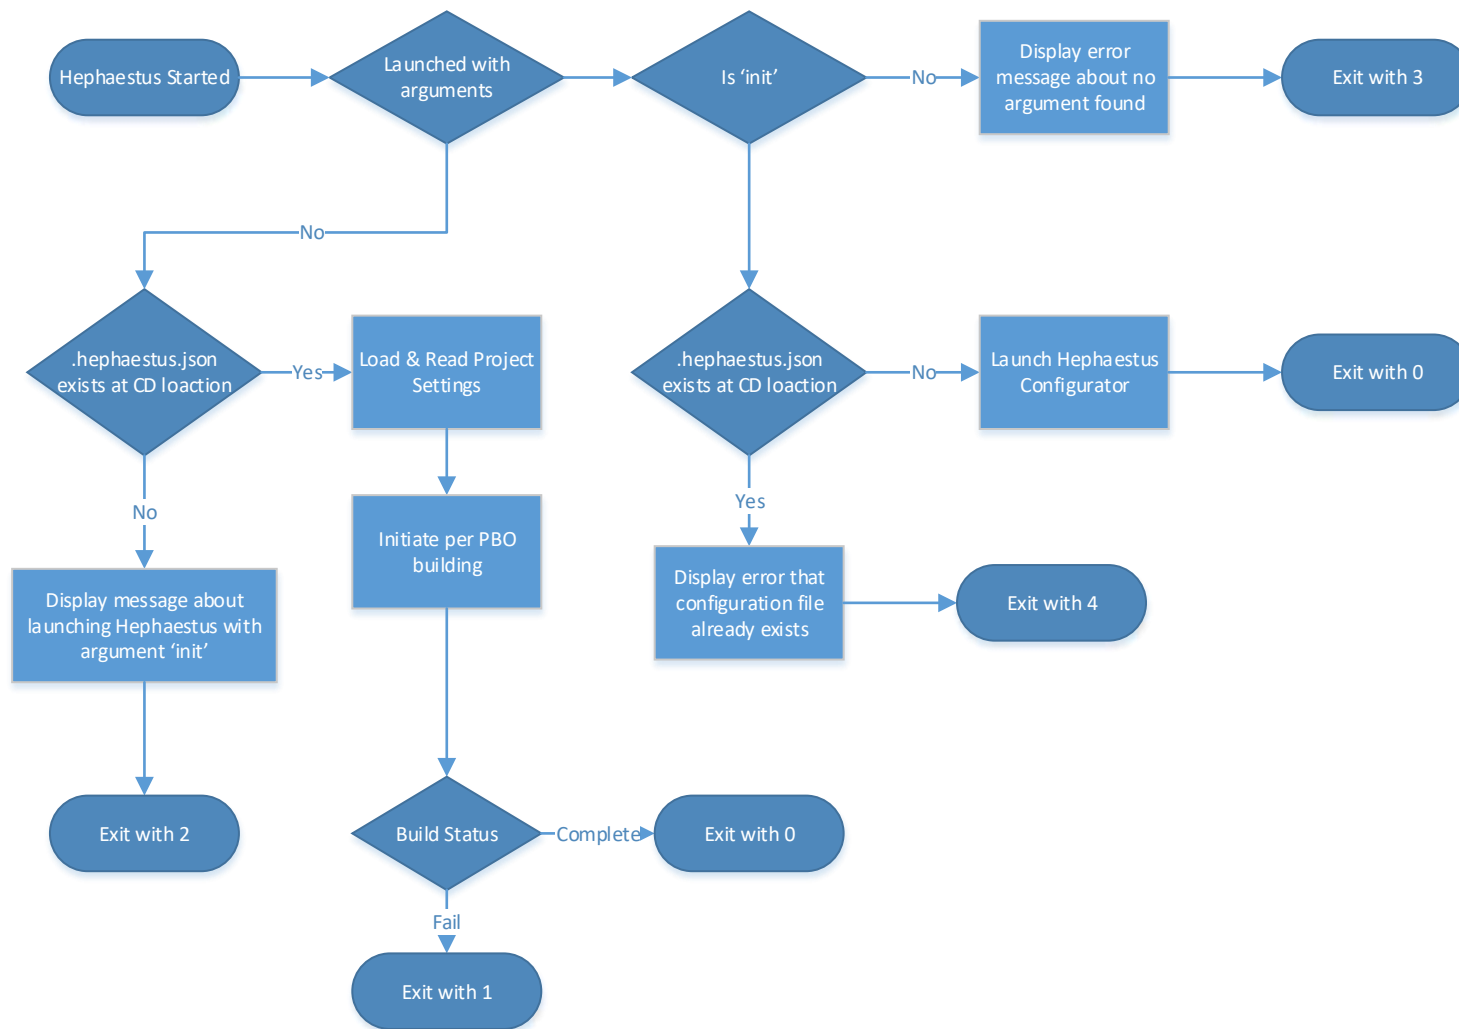 Hephaestus Started
Launched with
arguments
Is ‘init’
No
Display error
message about no
argument found
Exit with 3
No
.hephaestus.json
exists at CD loaction
Yes
Load & Read Project
Settings
.hephaestus.json
exists at CD loaction
No
Launch Hephaestus
Configurator
Exit with 0
No
Initiate per PBO
building
Yes
Display error that
configuration file
already exists
Exit with 4
Display message about
launching Hephaestus with
argument ‘init’
Exit with 2
Build Status
Complete
Exit with 0
Fail
Exit with 1